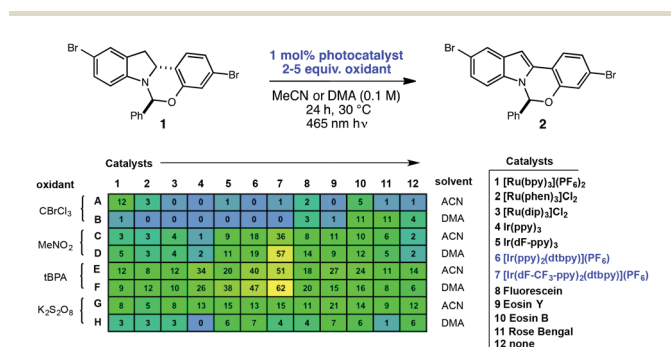 Br
Br
N
O
Ph
1
1 mol% photocatalyst
2-5 equiv. oxidant
MeCN or DMA (0.1 M)
24 h, 30 °C
465 nm hν
Br
Br
N
O
Ph
2
Catalysts
oxidant 1 2 3 4 5 6 7 8 9 10 11 12 solvent
CBrCl3 A 12 3 0 0 1 0 1 2 0 5 1 1 ACN
B 1 0 0 0 0 0 0 3 1 11 11 4 DMA
MeNO2 C 3 3 4 1 9 18 36 8 11 10 6 2 ACN
D 5 3 4 2 11 19 57 14 9 12 5 2 DMA
tBPA E 12 8 12 34 20 40 51 18 27 24 11 14 ACN
F 9 12 10 26 38 47 62 20 15 16 8 6 DMA
K2S2O8 G 8 5 8 13 15 13 15 11 21 14 9 12 ACN
H 3 3 3 0 6 7 4 4 7 6 1 6 DMA
Catalysts
1 [Ru(bpy)3](PF6)2
2 [Ru(phen)3]Cl2
3 [Ru(dip)3]Cl2
4 Ir(ppy)3
5 Ir(dF-ppy)3
6 [Ir(ppy)2(dtbpy)](PF6)
7 [Ir(dF-CF3-ppy)2(dtbpy)](PF6)
8 Fluorescein
9 Eosin Y
10 Eosin B
11 Rose Bengal
12 none